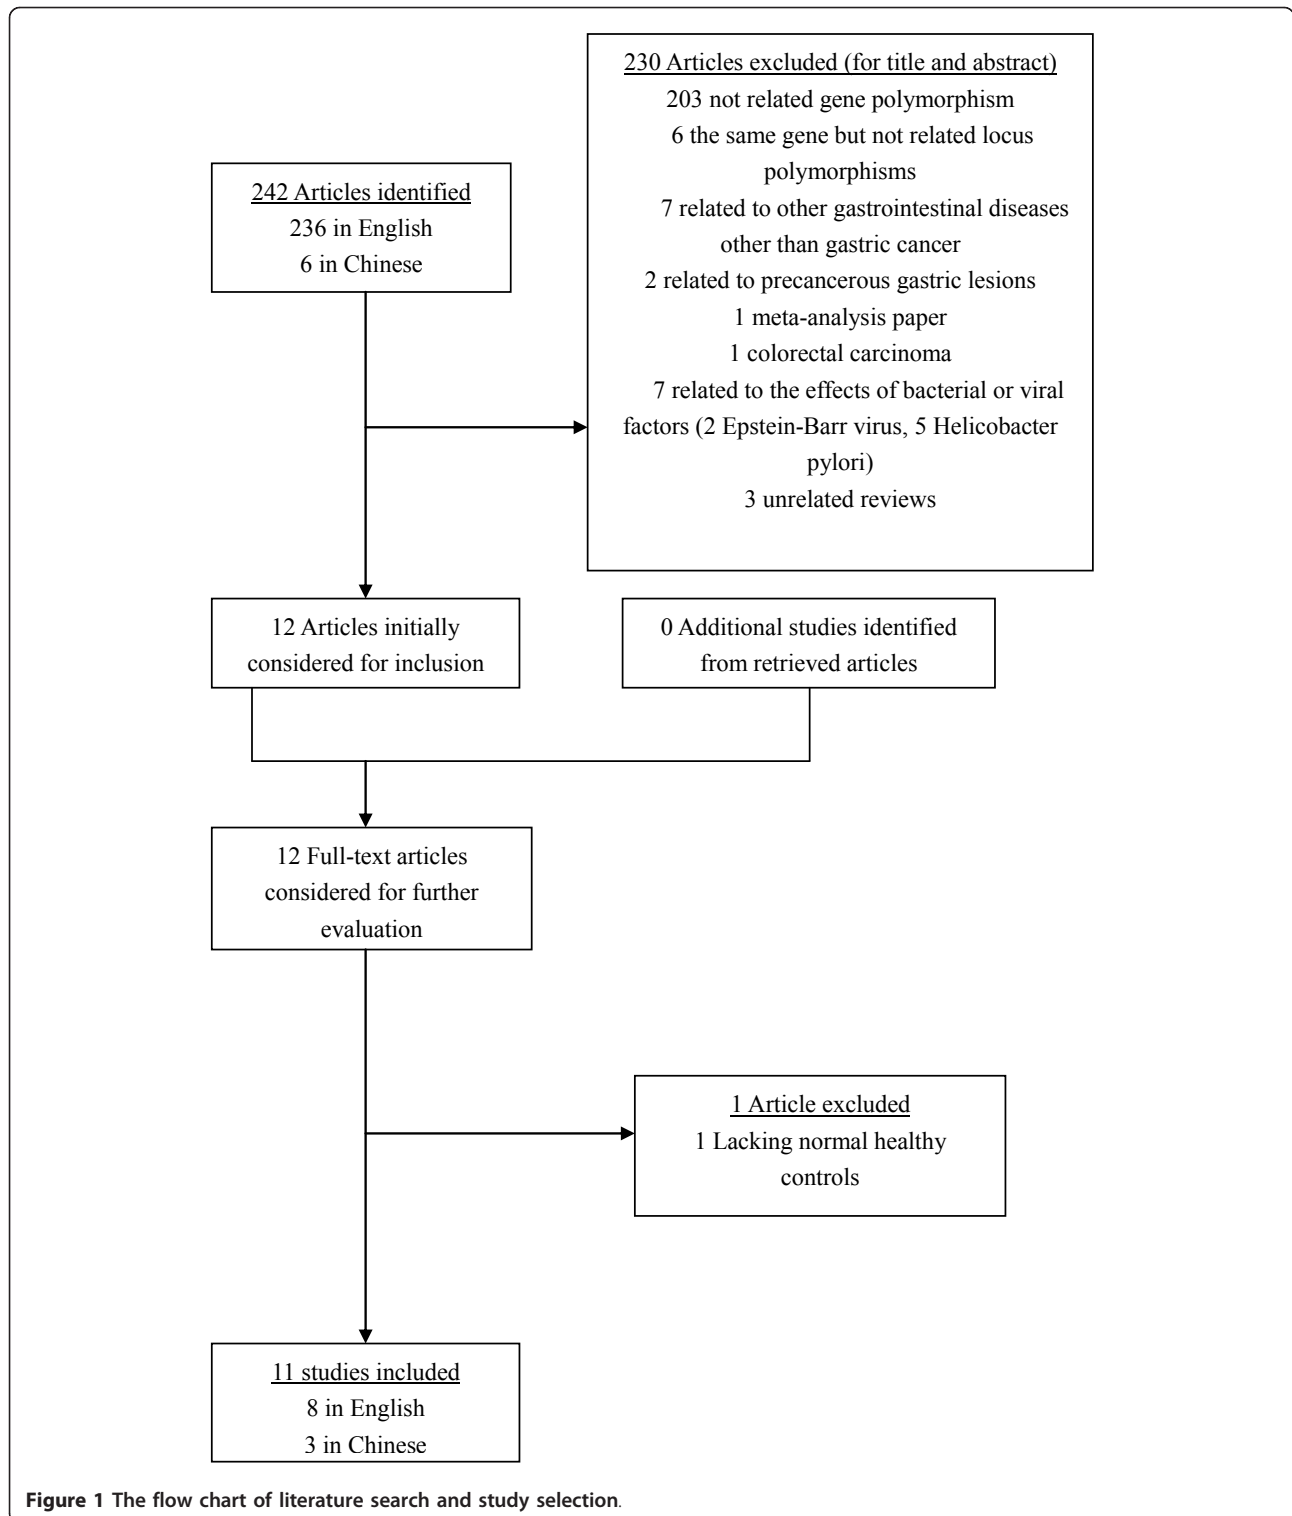 230 Articles excluded (for title and abstract)
203 not related gene polymorphism
6 the same gene but not related locus
polymorphisms
7 related to other gastrointestinal diseases
other than gastric cancer
2 related to precancerous gastric lesions
1 meta-analysis paper
1 colorectal carcinoma
7 related to the effects of bacterial or viral
factors (2 Epstein-Barr virus, 5 Helicobacter
pylori)
3 unrelated reviews
242 Articles identified
236 in English
6 in Chinese
12 Articles initially
considered for inclusion
0 Additional studies identified
from retrieved articles
12 Full-text articles
considered for further
evaluation
1 Article excluded
1 Lacking normal healthy
controls
11 studies included
8 in English
3 in Chinese
Figure 1 The flow chart of literature search and study selection.